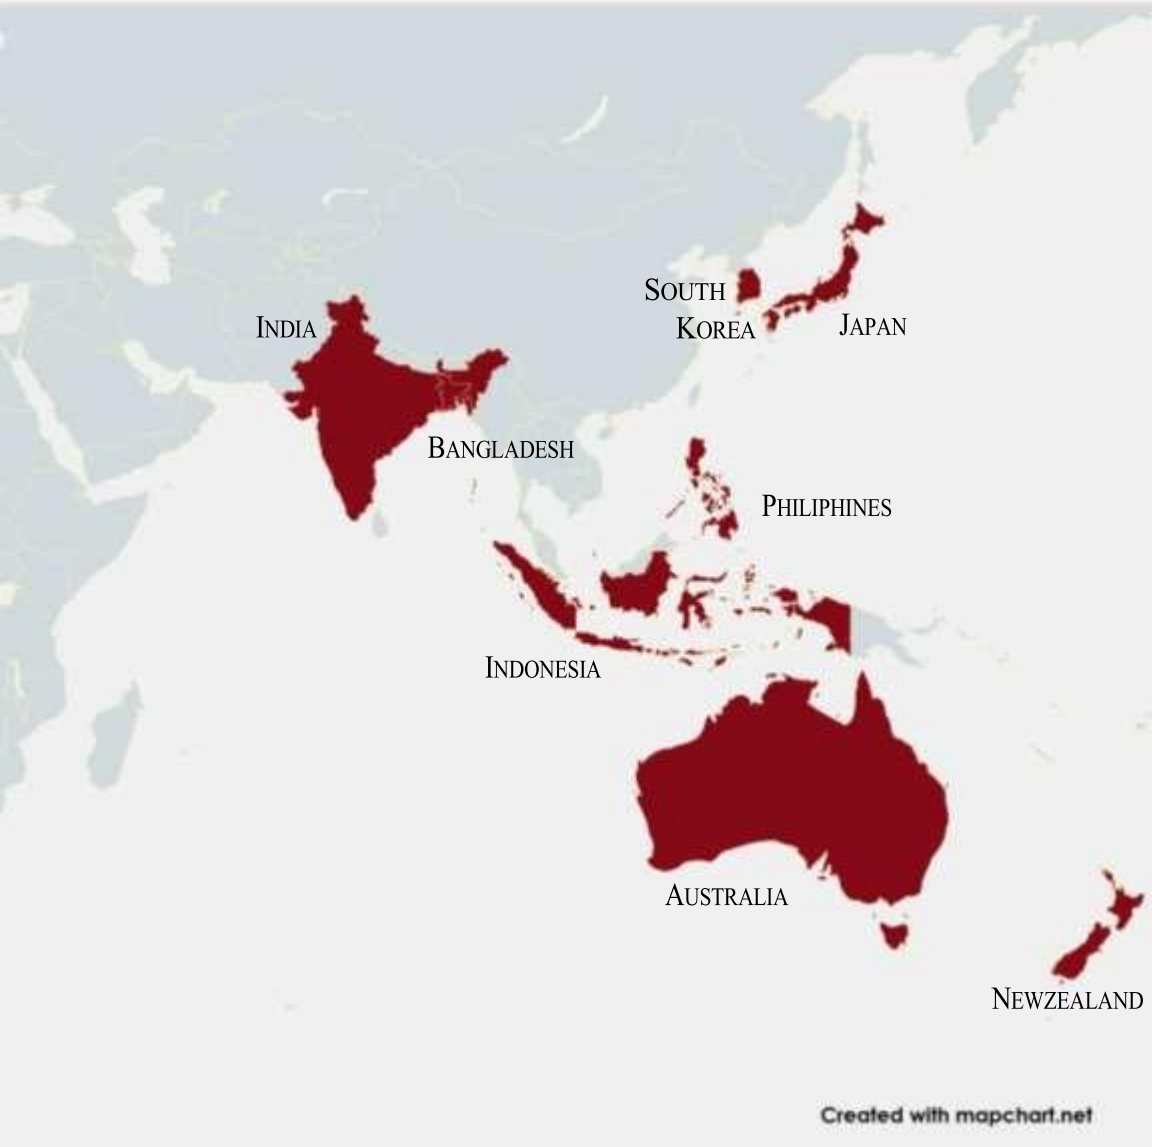 SOUTH
KOREA
JAPAN
INDIA
BANGLADESH
PHILIPHINES
INDONESIA
AUSTRALIA
NEWZEALAND
Created with mapchart.net